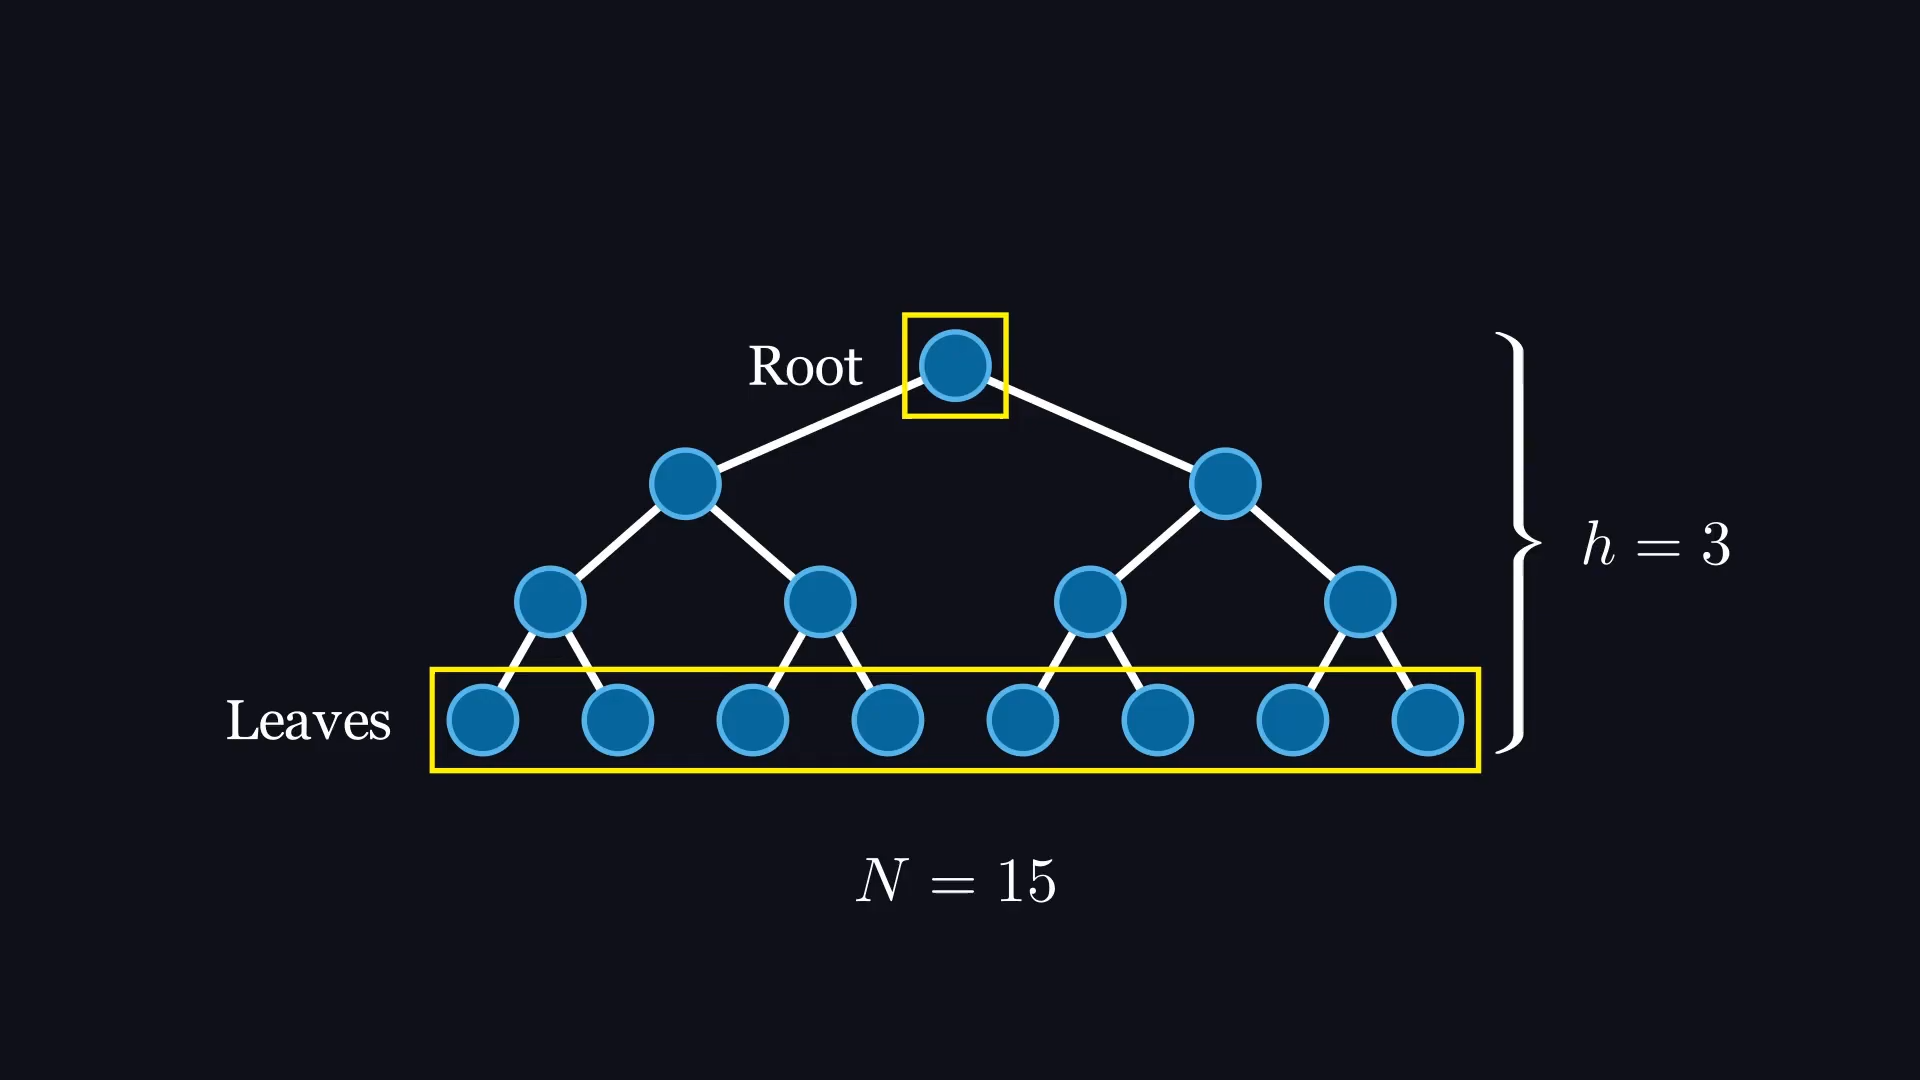 Root
h = 3
Leaves
N = 15